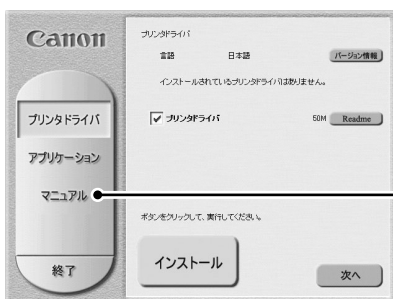 Canon
プリンタドライバ
アプリケーション
マニュアル
終了
プリンタドライバ
言語 日本語 バージョン情報
インストールされているプリンタドライバはありません。
プリンタドライバ 50M Readme
ボタンをクリックして、実行してください。
インストール
次へ